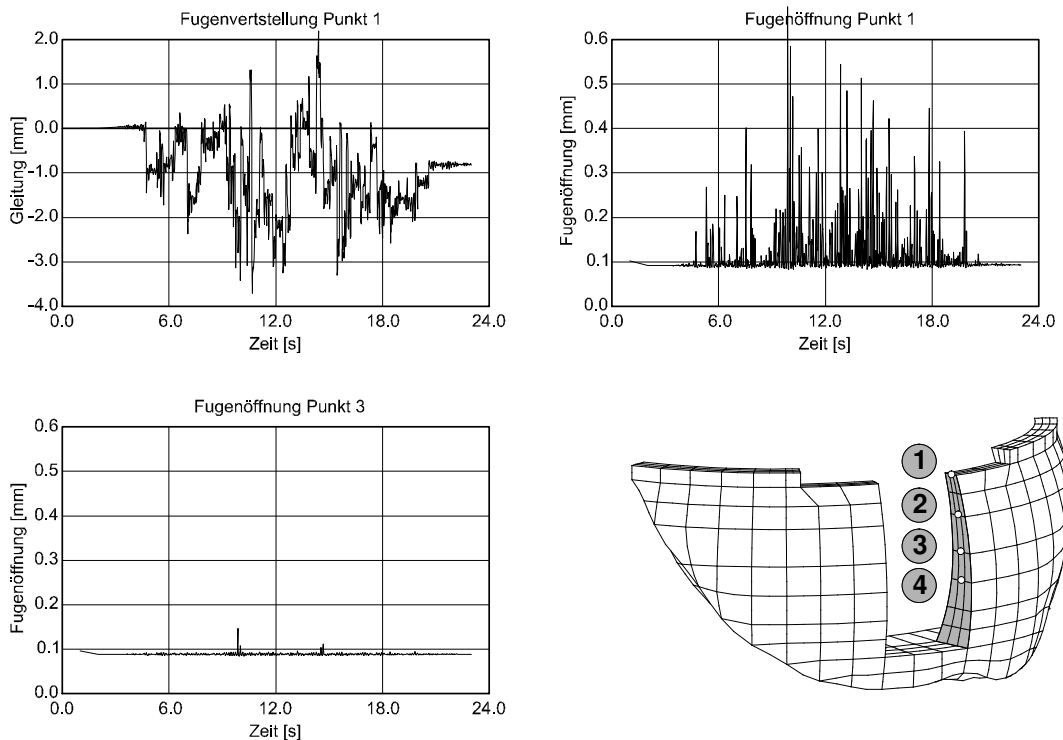 Fugenvertstellung Punkt 1
2.0
1.0
0.0
-1.0
-2.0
-3.0
-4.0
Gleitung [mm]
0.0 6.0 12.0 18.0 24.0
Zeit [s]
Fugenöffnung Punkt 1
0.6
0.5
0.4
0.3
0.2
0.1
0.0
Fugenöffnung [mm]
0.0 6.0 12.0 18.0 24.0
Zeit [s]
Fugenöffnung Punkt 3
0.6
0.5
0.4
0.3
0.2
0.1
0.0
Fugenöffnung [mm]
0.0 6.0 12.0 18.0 24.0
Zeit [s]
1
2
3
4